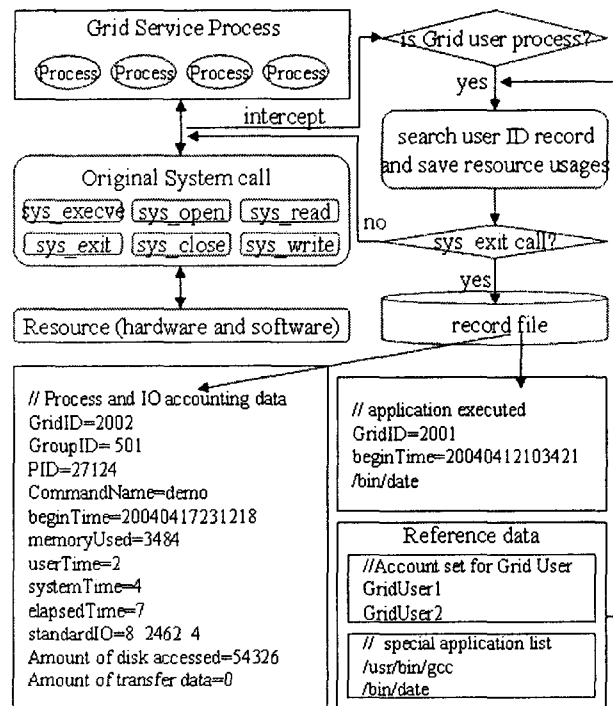 Grid Service Process
Process Process Process Process
intercept
Original System call
sys_execve sys_open sys_read
sys_exit sys_close sys_write
Resource (hardware and software)
is Grid user process?
yes
search user ID record
and save resource usages
no
sys_exit call?
yes
record file
// Process and IO accounting data
GridID=2002
GroupID= 501
PID=27124
CommandName=demo
beginTime=20040417231218
memoryUsed=3484
userTime=2
systemTime=4
elapsedTime=7
standardIO=8 2462 4
Amount of disk accessed=54326
Amount of transfer data=0
// application executed
GridID=2001
beginTime=20040412103421
/bin/date
Reference data
//Account set for Grid User
GridUser1
GridUser2
// special application list
/usr/bin/gcc
/bin/date